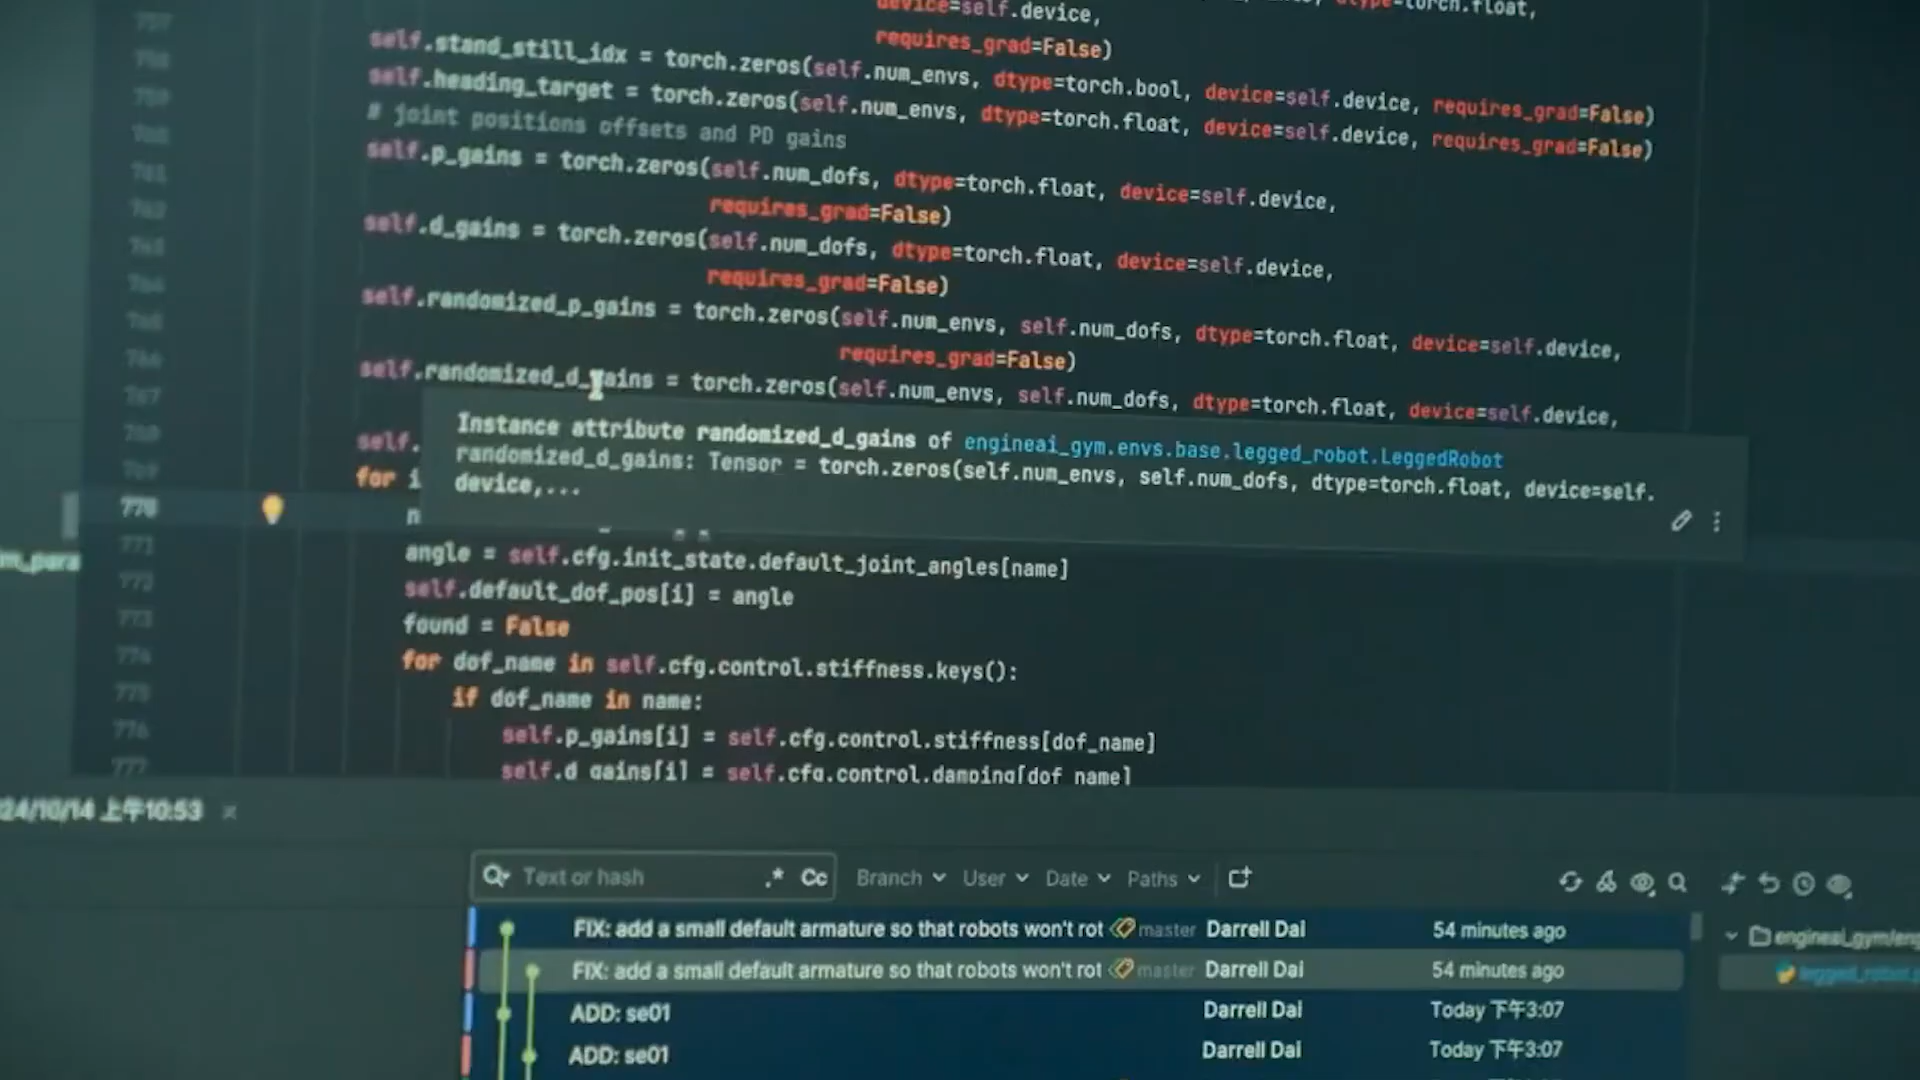 device=self.device,
requires_grad=False)
self.stand_still_idx = torch.zeros(self.num_envs, dtype=torch.bool, device=self.device, requires_grad=False)
self.heading_target = torch.zeros(self.num_envs, dtype=torch.float, device=self.device, requires_grad=False)
# joint positions offsets and PD gains
self.p_gains = torch.zeros(self.num_dofs, dtype=torch.float, device=self.device,
requires_grad=False)
self.d_gains = torch.zeros(self.num_dofs, dtype=torch.float, device=self.device,
requires_grad=False)
self.randomized_p_gains = torch.zeros(self.num_envs, self.num_dofs, dtype=torch.float, device=self.device,
requires_grad=False)
self.randomized_d_gains = torch.zeros(self.num_envs, self.num_dofs, dtype=torch.float, device=self.device,
Instance attribute randomized_d_gains of engineai_gym.envs.base.legged_robot.LeggedRobot
randomized_d_gains: Tensor = torch.zeros(self.num_envs, self.num_dofs, dtype=torch.float, device=self.
device,...
self.
for i
770 n
771 angle = self.cfg.init_state.default_joint_angles[name]
772 self.default_dof_pos[i] = angle
773 found = False
774 for dof_name in self.cfg.control.stiffness.keys():
775 if dof_name in name:
776 self.p_gains[i] = self.cfg.control.stiffness[dof_name]
777 self.d_gains[i] = self.cfg.control.damping[dof_name]
24/10/14 上午10:53 ×
Text or hash .* Cc Branch User Date Paths
FIX: add a small default armature so that robots won't rot master Darrell Dai 54 minutes ago
FIX: add a small default armature so that robots won't rot master Darrell Dai 54 minutes ago
ADD: se01 Darrell Dai Today 下午3:07
ADD: se01 Darrell Dai Today 下午3:07